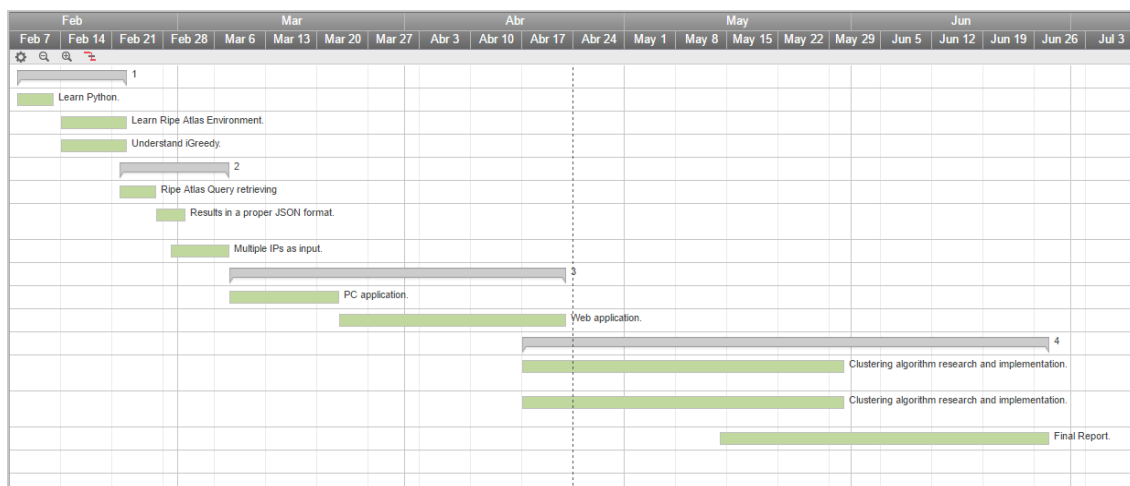 Feb Mar Abr May Jun
Feb 7 Feb 14 Feb 21 Feb 28 Mar 6 Mar 13 Mar 20 Mar 27 Abr 3 Abr 10 Abr 17 Abr 24 May 1 May 8 May 15 May 22 May 29 Jun 5 Jun 12 Jun 19 Jun 26 Jul 3
1
Learn Python.
Learn Ripe Atlas Environment.
Understand iGreedy.
2
Ripe Atlas Query retrieving
Results in a proper JSON format.
Multiple IPs as input.
3
PC application.
Web application.
4
Clustering algorithm research and implementation.
Clustering algorithm research and implementation.
Final Report.